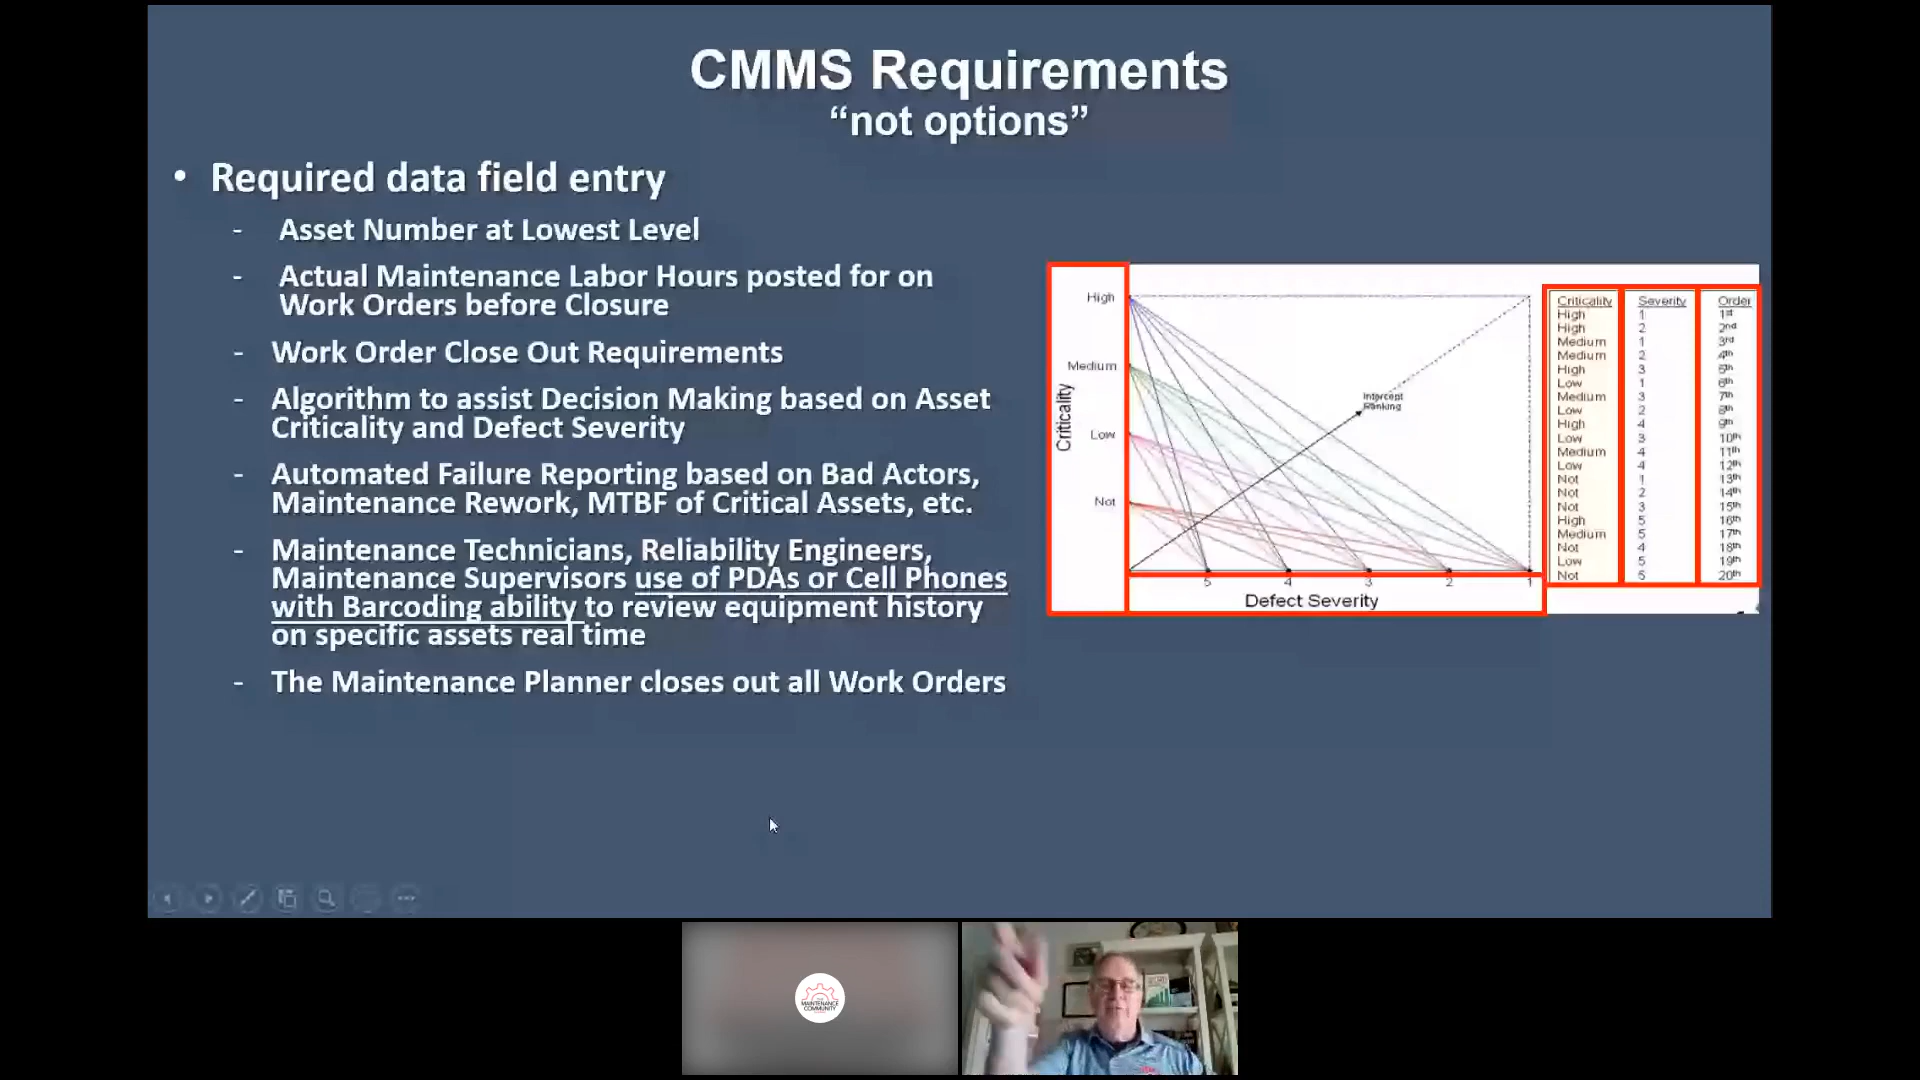 CMMS Requirements
“not options”
• Required data field entry
- Asset Number at Lowest Level
- Actual Maintenance Labor Hours posted for on
Work Orders before Closure
- Work Order Close Out Requirements
- Algorithm to assist Decision Making based on Asset
Criticality and Defect Severity
- Automated Failure Reporting based on Bad Actors,
Maintenance Rework, MTBF of Critical Assets, etc.
- Maintenance Technicians, Reliability Engineers,
Maintenance Supervisors use of PDAs or Cell Phones
with Barcoding ability to review equipment history
on specific assets real time
- The Maintenance Planner closes out all Work Orders
High
Medium
Low
Not
Criticality
Intercept
Ranking
5 4 3 2 1
Defect Severity
Criticality Severity Order
High 1 1st
High 2 2nd
Medium 1 3rd
Medium 2 4th
High 3 5th
Low 1 6th
Medium 3 7th
Low 2 8th
High 4 9th
Low 3 10th
Medium 4 11th
Low 4 12th
Not 1 13th
Not 2 14th
Not 3 15th
High 5 16th
Medium 5 17th
Not 4 18th
Low 5 19th
Not 5 20th
MAINTENANCE
COMMUNITY